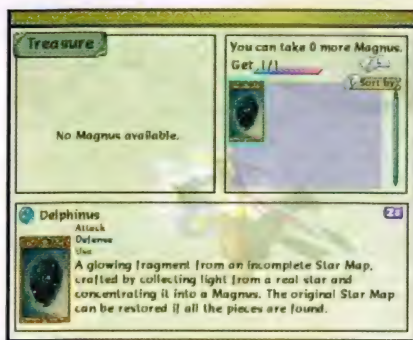 Treasure
You can take 0 more Magnus.
Get 1/1
Sort by
No Magnus available.
Delphinus
Attack
Defense
Use
A glowing fragment from an incomplete Star Map,
crafted by collecting light from a real star and
concentrating it into a Magnus. The original Star Map
can be restored if all the pieces are found.